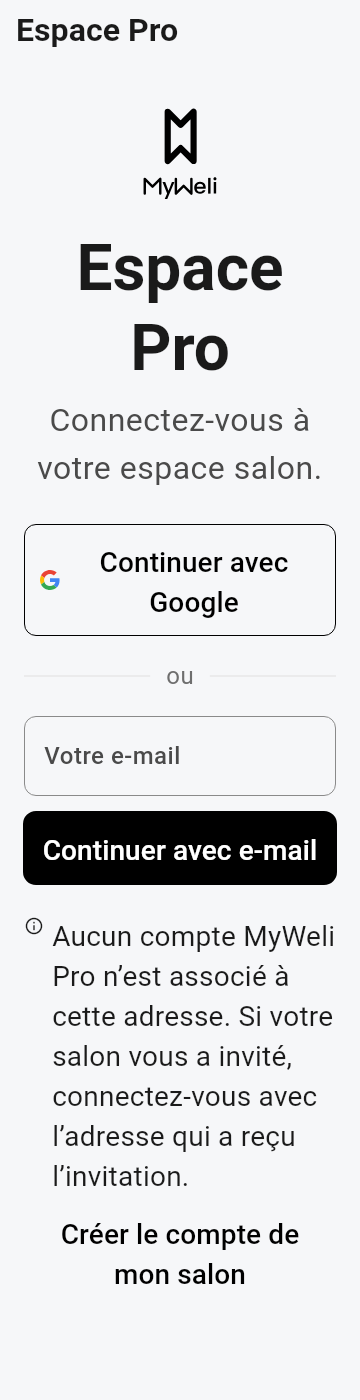 Espace Pro
MyWeli
Espace
Pro
Connectez-vous à
votre espace salon.
Continuer avec
Google
ou
Votre e-mail
Continuer avec e-mail
Aucun compte MyWeli
Pro n’est associé à
cette adresse. Si votre
salon vous a invité,
connectez-vous avec
l’adresse qui a reçu
l’invitation.
Créer le compte de
mon salon